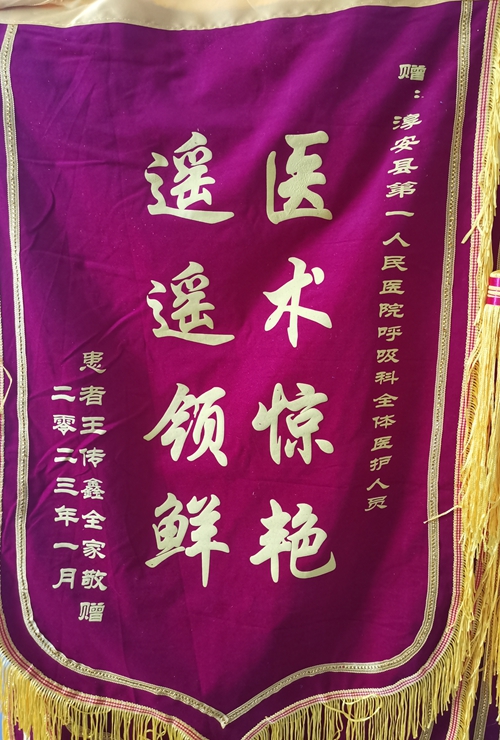 赠：淳安县第一人民医院呼吸科全体医护人员
医术惊艳
遥遥领鲜
患者王传鑫全家敬赠
二零二三年一月